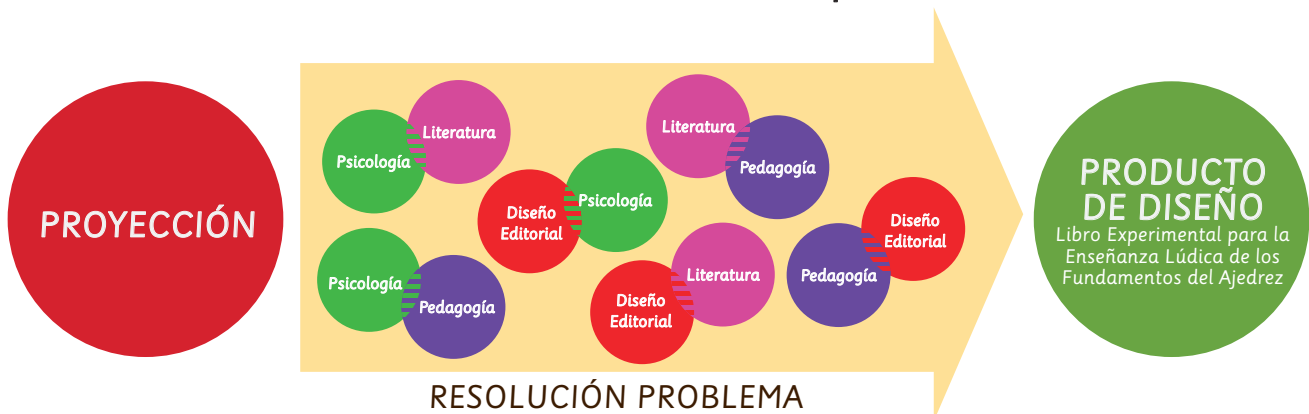 PROYECCIÓN
Psicología
Literatura
Psicología
Pedagogía
Diseño
Editorial
Psicología
Literatura
Pedagogía
Diseño
Editorial
Literatura
Pedagogía
Diseño
Editorial
RESOLUCIÓN PROBLEMA
PRODUCTO
DE DISEÑO
Libro Experimental para la
Enseñanza Lúdica de los
Fundamentos del Ajedrez